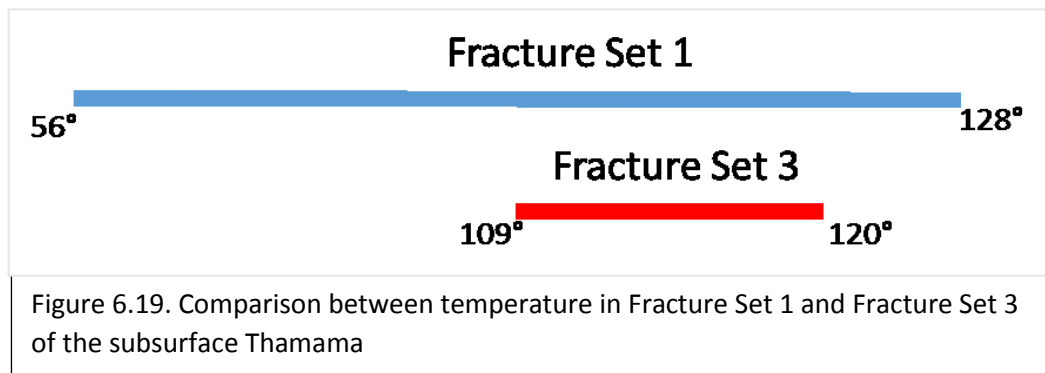 Fracture Set 1
56° 128°
Fracture Set 3
109° 120°
Figure 6.19. Comparison between temperature in Fracture Set 1 and Fracture Set 3
of the subsurface Thamama